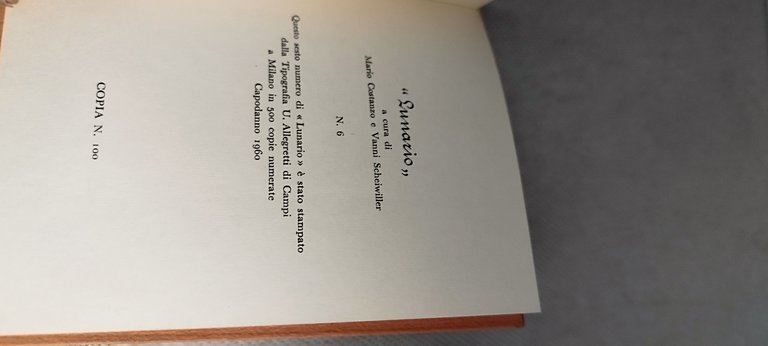 “Lunario”
a cura di
Mario Costanzo e Vanni Scheiwiller
N. 6
Questo sesto numero di «Lunario» è stato stampato
dalla Tipografia U. Allegretti di Campi
a Milano in 500 copie numerate
Capodanno 1960
COPIA N. 100